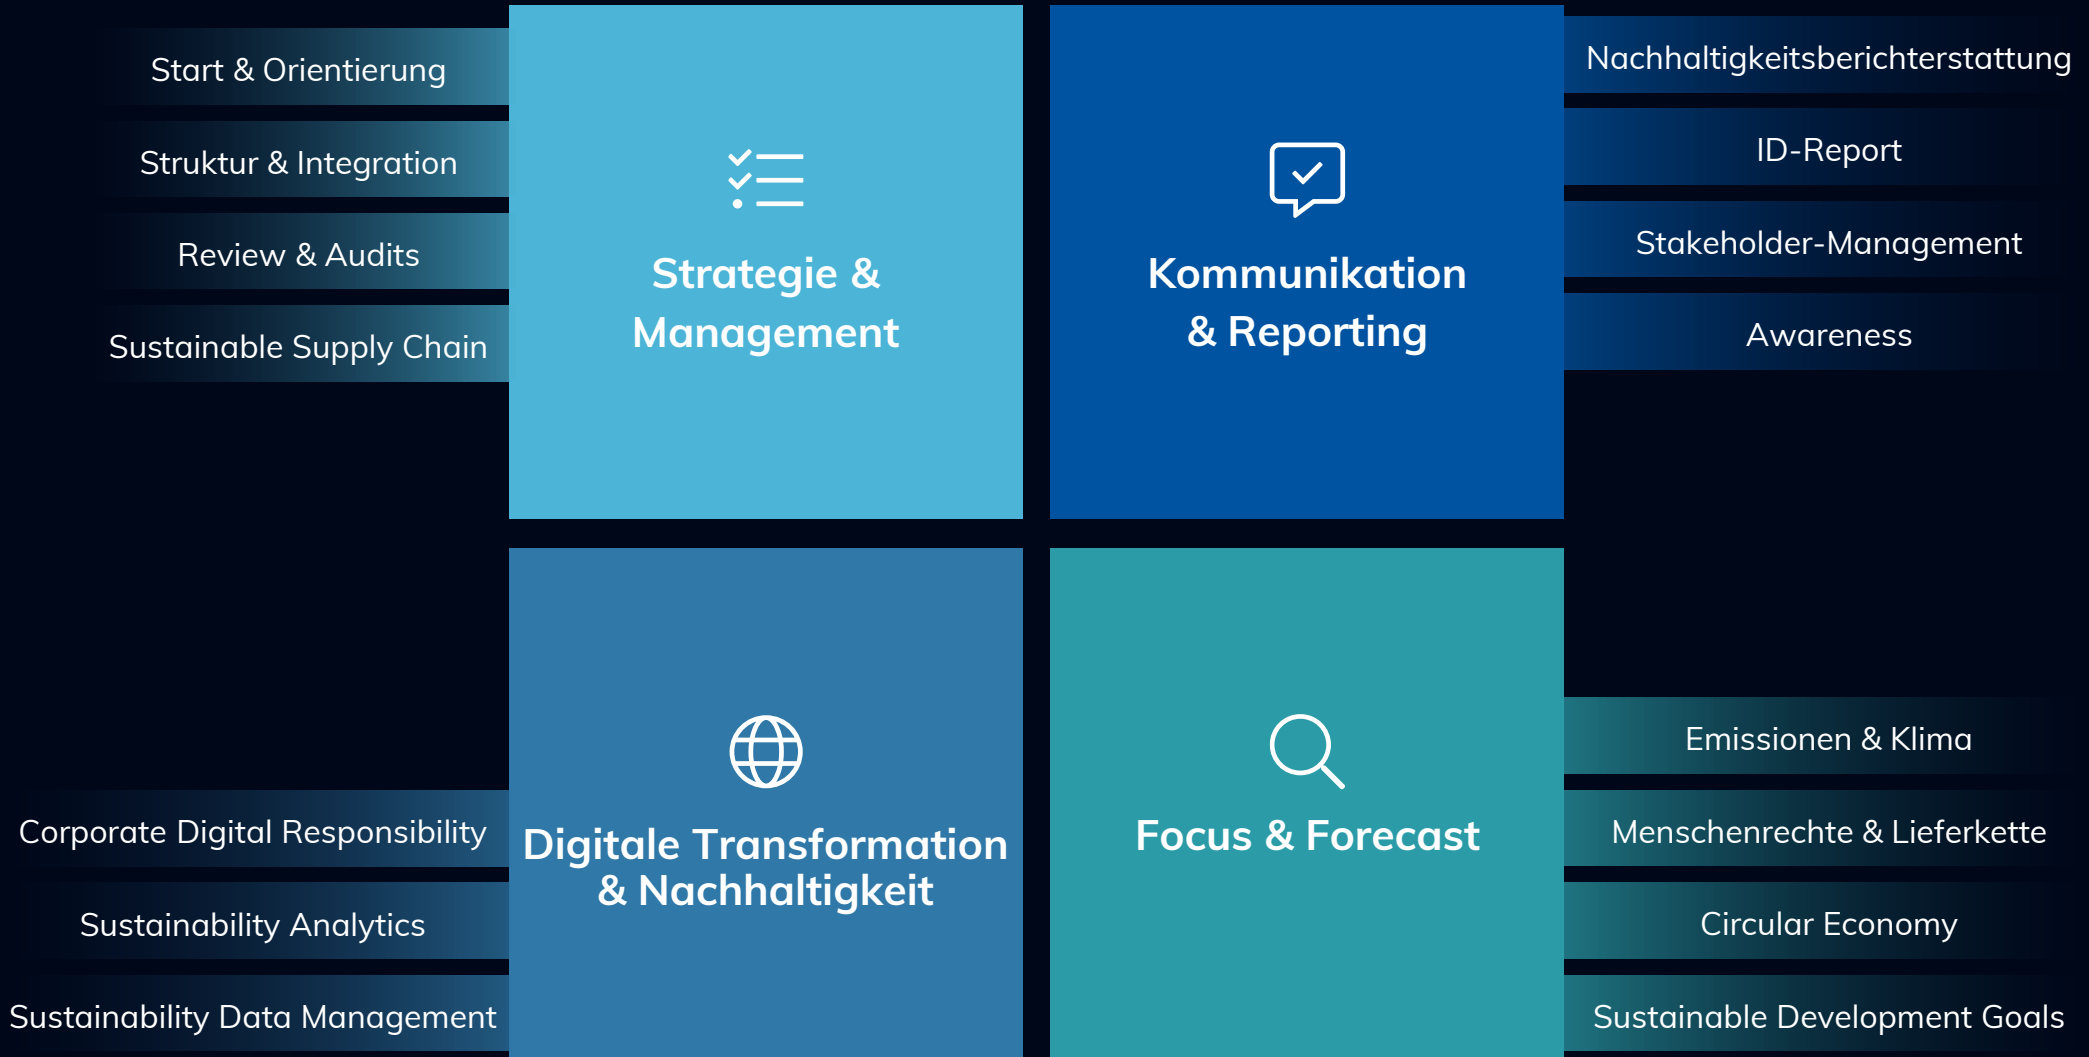 Start & Orientierung
Struktur & Integration
Review & Audits
Sustainable Supply Chain
Strategie &
Management
Kommunikation
& Reporting
Nachhaltigkeitsberichterstattung
ID-Report
Stakeholder-Management
Awareness
Corporate Digital Responsibility
Sustainability Analytics
Sustainability Data Management
Digitale Transformation
& Nachhaltigkeit
Focus & Forecast
Emissionen & Klima
Menschenrechte & Lieferkette
Circular Economy
Sustainable Development Goals